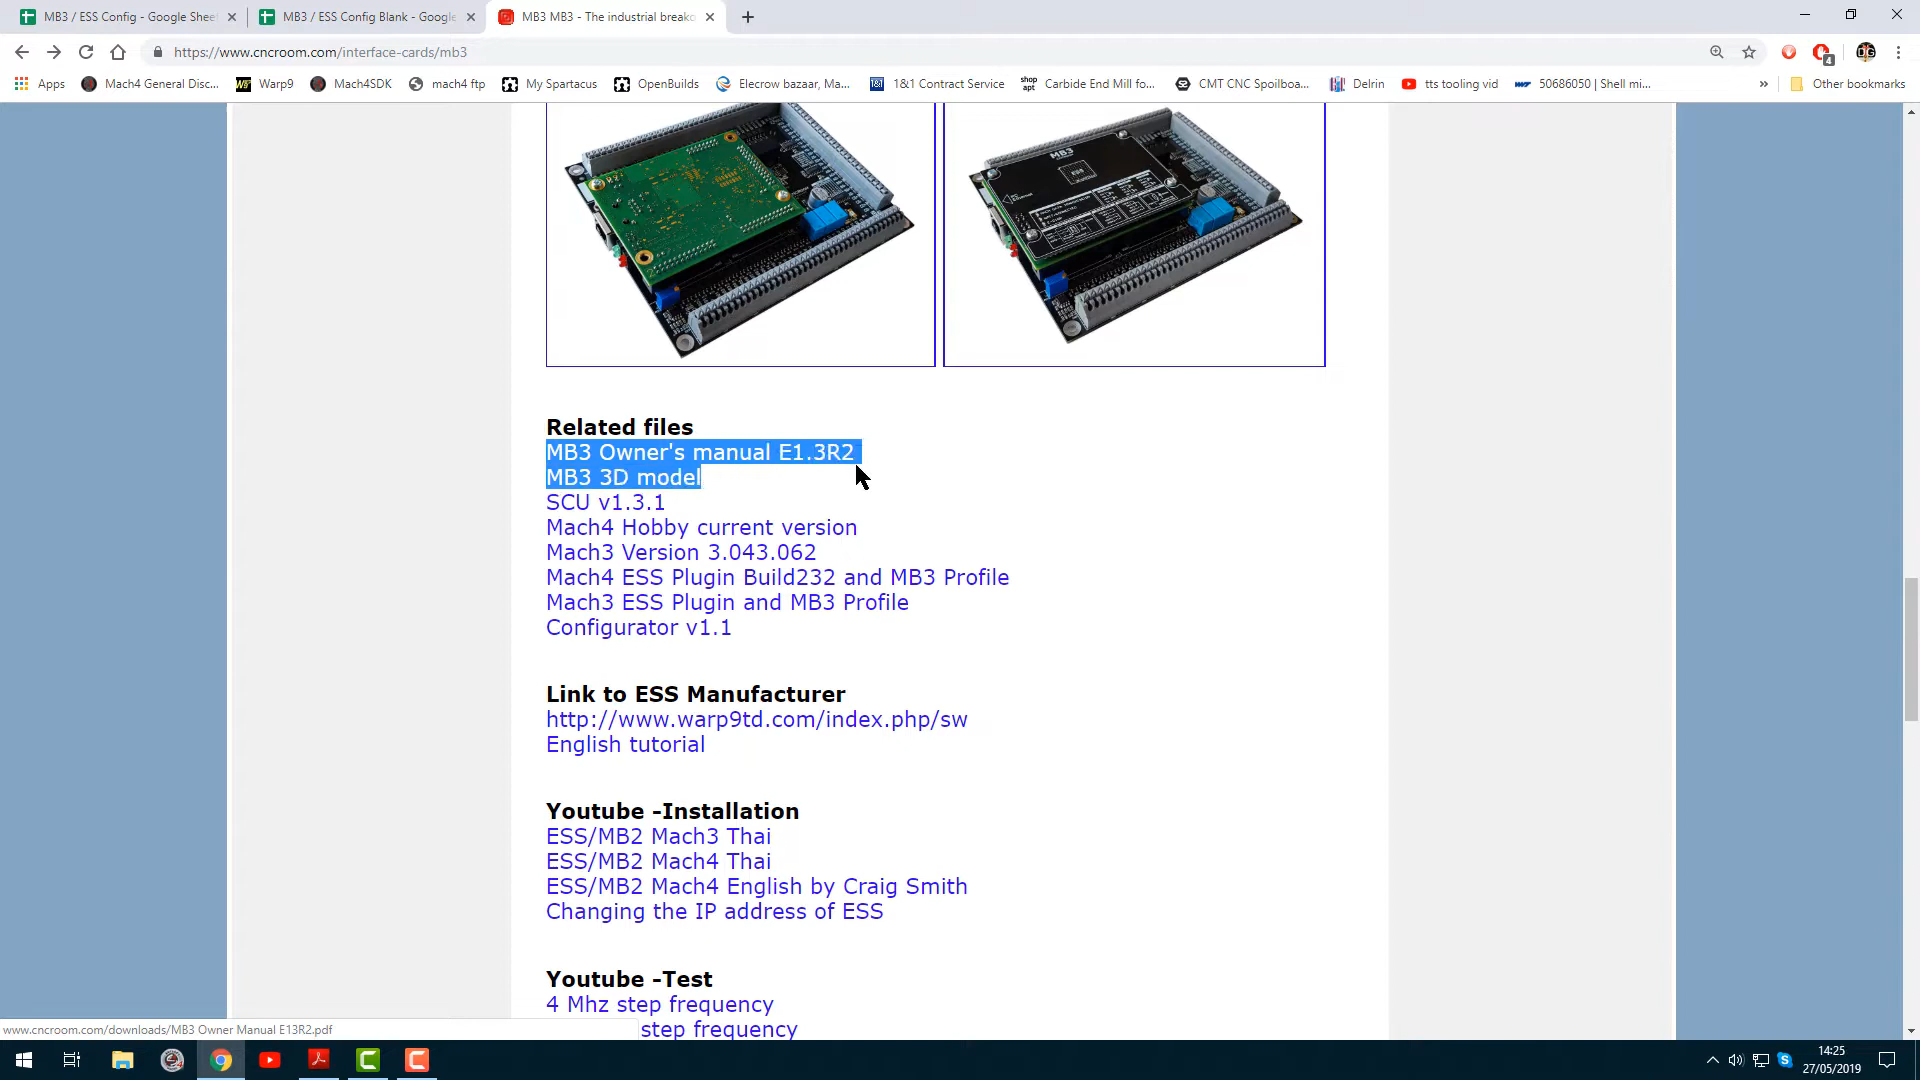 MB3 / ESS Config - Google Shee
MB3 / ESS Config Blank - Google
MB3 MB3 - The industrial breako
https://www.cncroom.com/interface-cards/mb3
4
Apps
Mach4 General Disc...
Warp9
Mach4SDK
mach4 ftp
My Spartacus
OpenBuilds
Elecrow bazaar, Ma...
1&1 Contract Service
shop apt
Carbide End Mill fo...
CMT CNC Spoilboa...
Delrin
tts tooling vid
50686050 | Shell mi...
»
Other bookmarks
MB3
ESS
Related files
MB3 Owner's manual E1.3R2
MB3 3D model
SCU v1.3.1
Mach4 Hobby current version
Mach3 Version 3.043.062
Mach4 ESS Plugin Build232 and MB3 Profile
Mach3 ESS Plugin and MB3 Profile
Configurator v1.1
Link to ESS Manufacturer
http://www.warp9td.com/index.php/sw
English tutorial
Youtube -Installation
ESS/MB2 Mach3 Thai
ESS/MB2 Mach4 Thai
ESS/MB2 Mach4 English by Craig Smith
Changing the IP address of ESS
Youtube -Test
4 Mhz step frequency
step frequency
www.cncroom.com/downloads/MB3 Owner Manual E13R2.pdf
14:25
27/05/2019